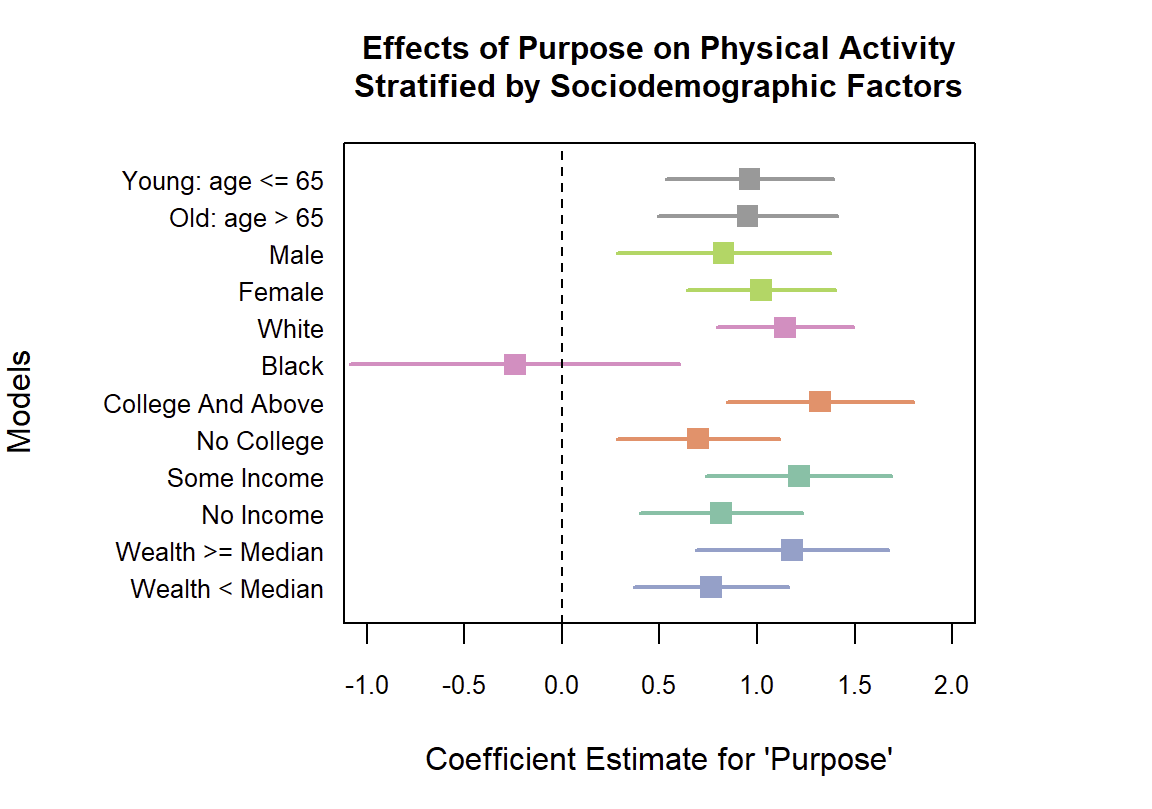 Effects of Purpose on Physical Activity
Stratified by Sociodemographic Factors
Models
Young: age <= 65
Old: age > 65
Male
Female
White
Black
College And Above
No College
Some Income
No Income
Wealth >= Median
Wealth < Median
-1.0 -0.5 0.0 0.5 1.0 1.5 2.0
Coefficient Estimate for 'Purpose'